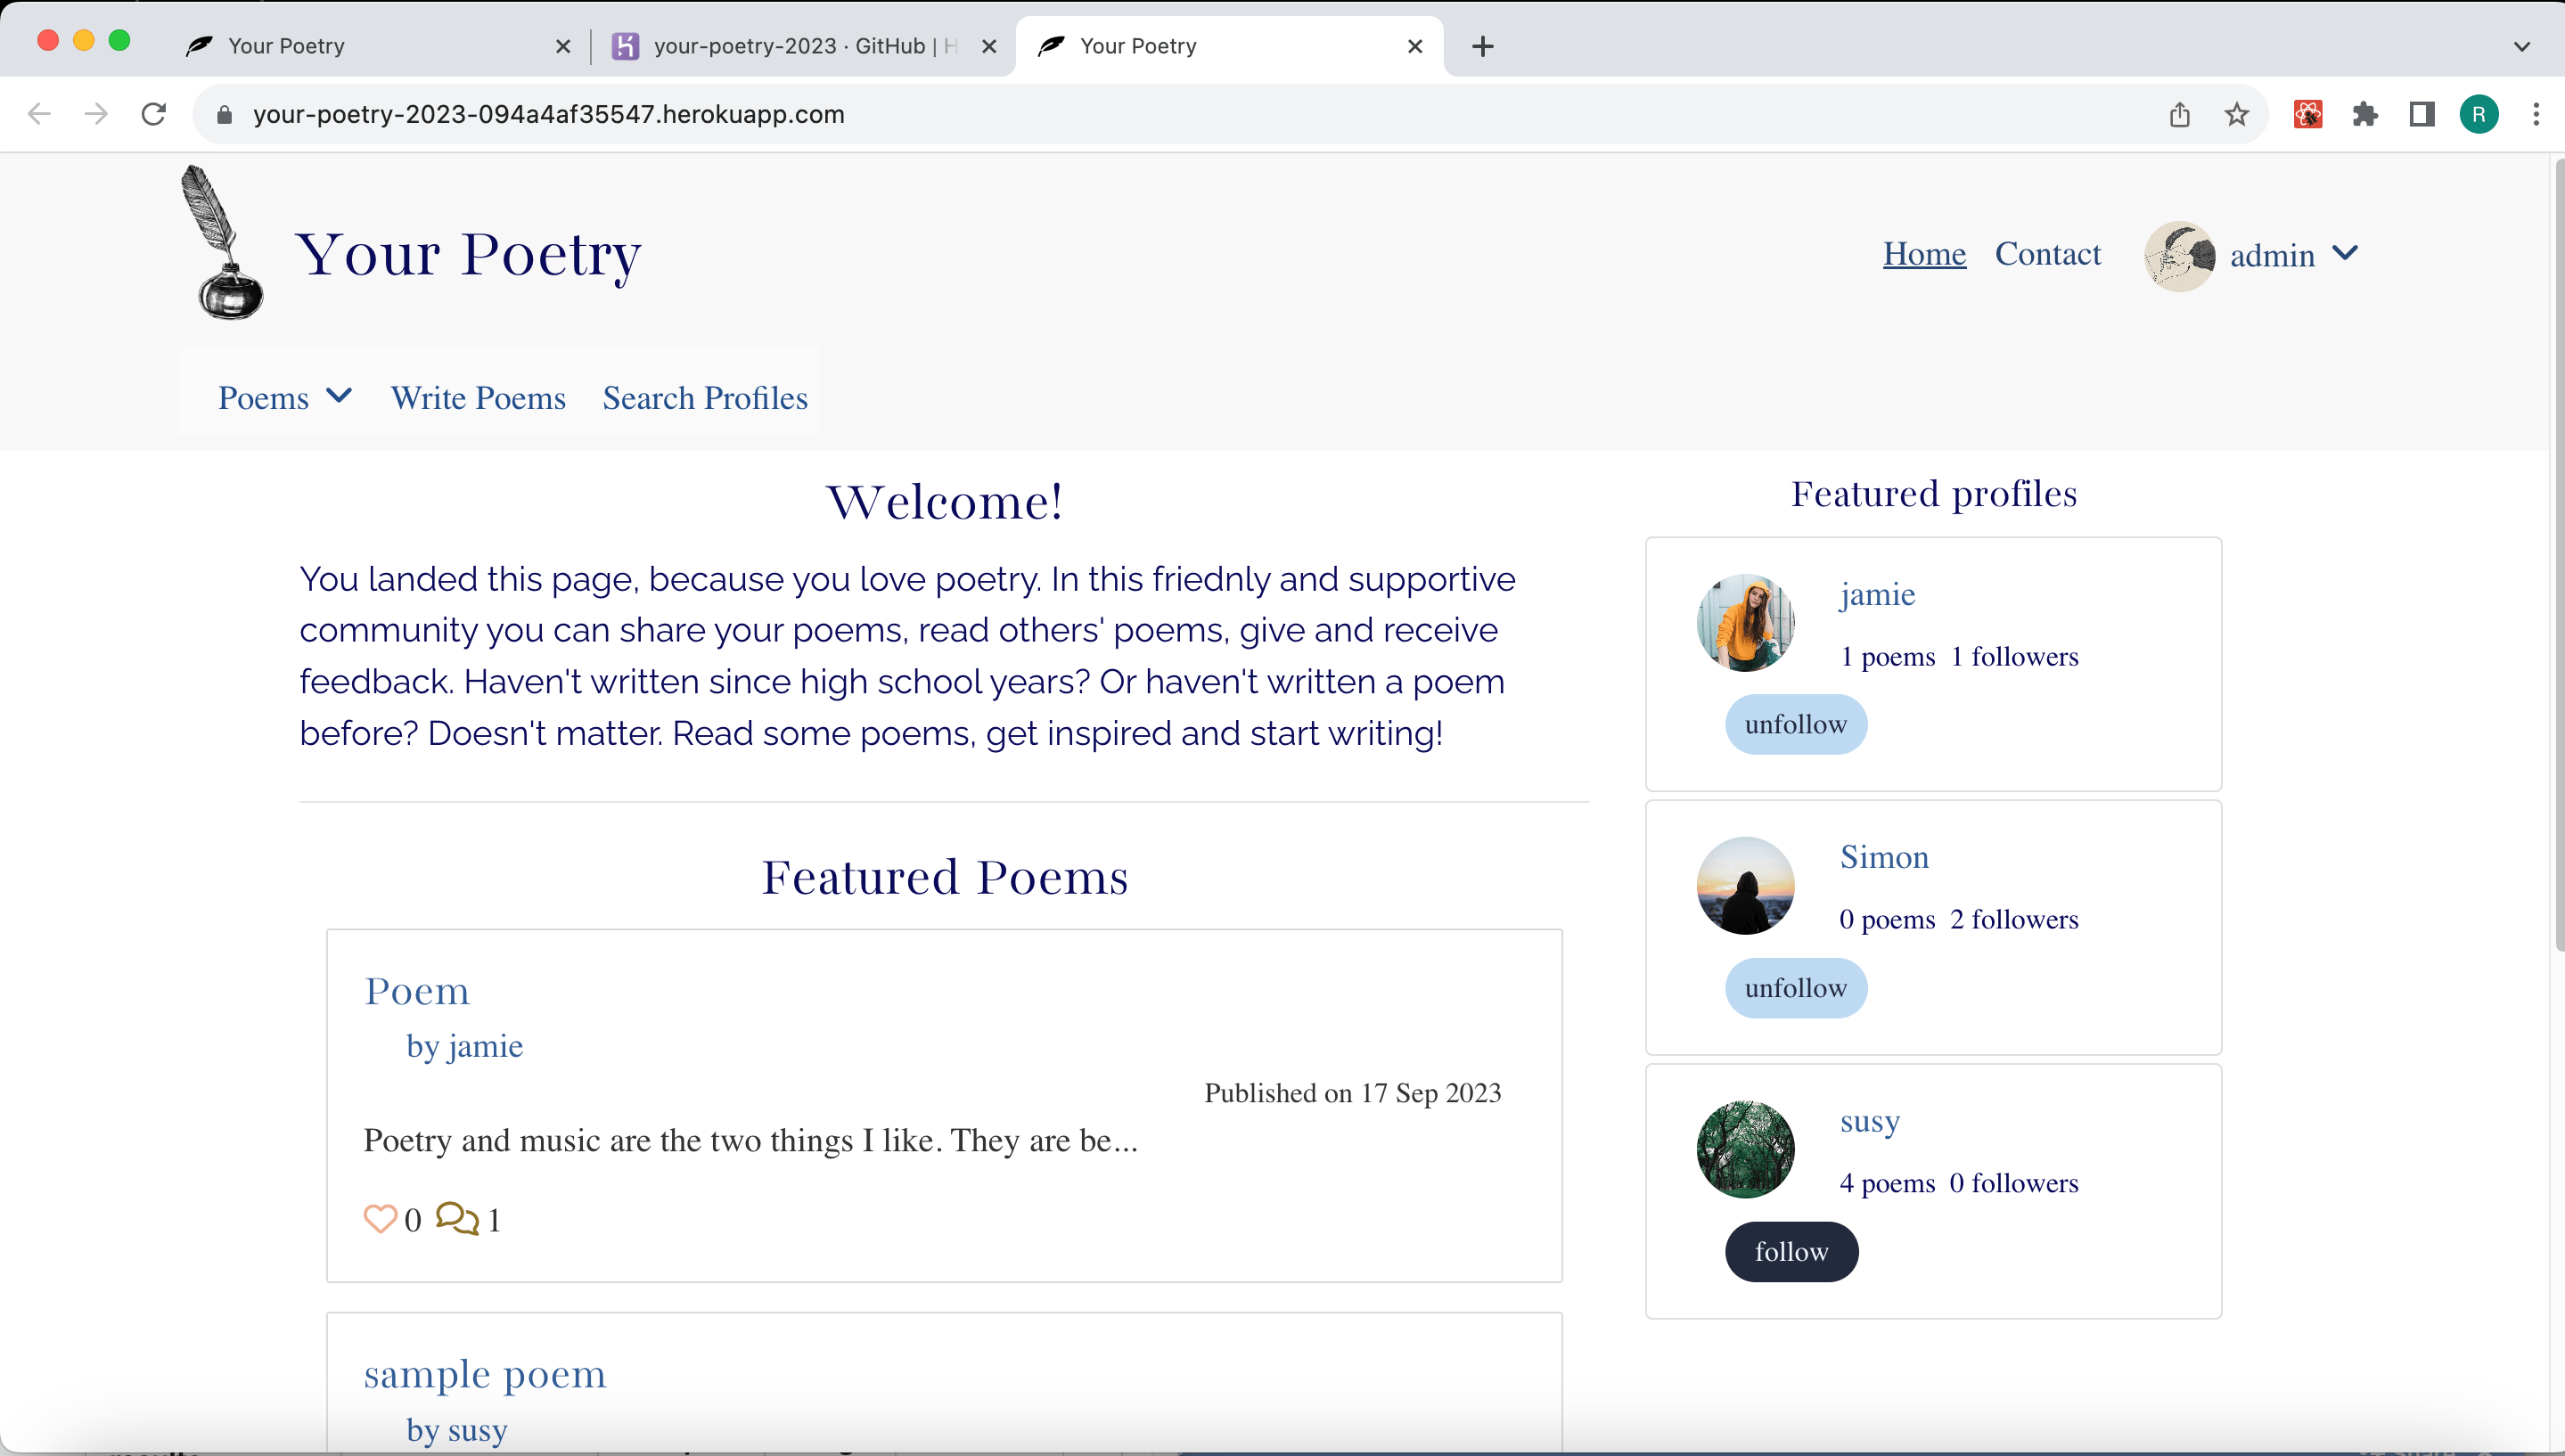 Your Poetry
your-poetry-2023 · GitHub | H
Your Poetry
your-poetry-2023-094a4af35547.herokuapp.com
R
Your Poetry
Home Contact admin
Poems Write Poems Search Profiles
Welcome!
You landed this page, because you love poetry. In this friednly and supportive
community you can share your poems, read others' poems, give and receive
feedback. Haven't written since high school years? Or haven't written a poem
before? Doesn't matter. Read some poems, get inspired and start writing!
Featured Poems
Poem
by jamie
Published on 17 Sep 2023
Poetry and music are the two things I like. They are be...
0 1
sample poem
by susy
Featured profiles
jamie
1 poems 1 followers
unfollow
Simon
0 poems 2 followers
unfollow
susy
4 poems 0 followers
follow